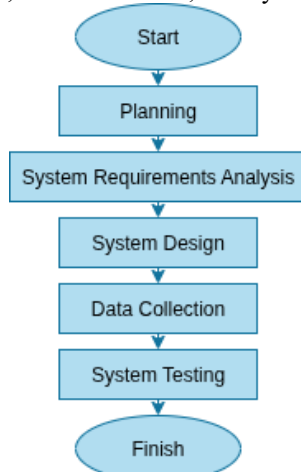 Start
Planning
System Requirements Analysis
System Design
Data Collection
System Testing
Finish